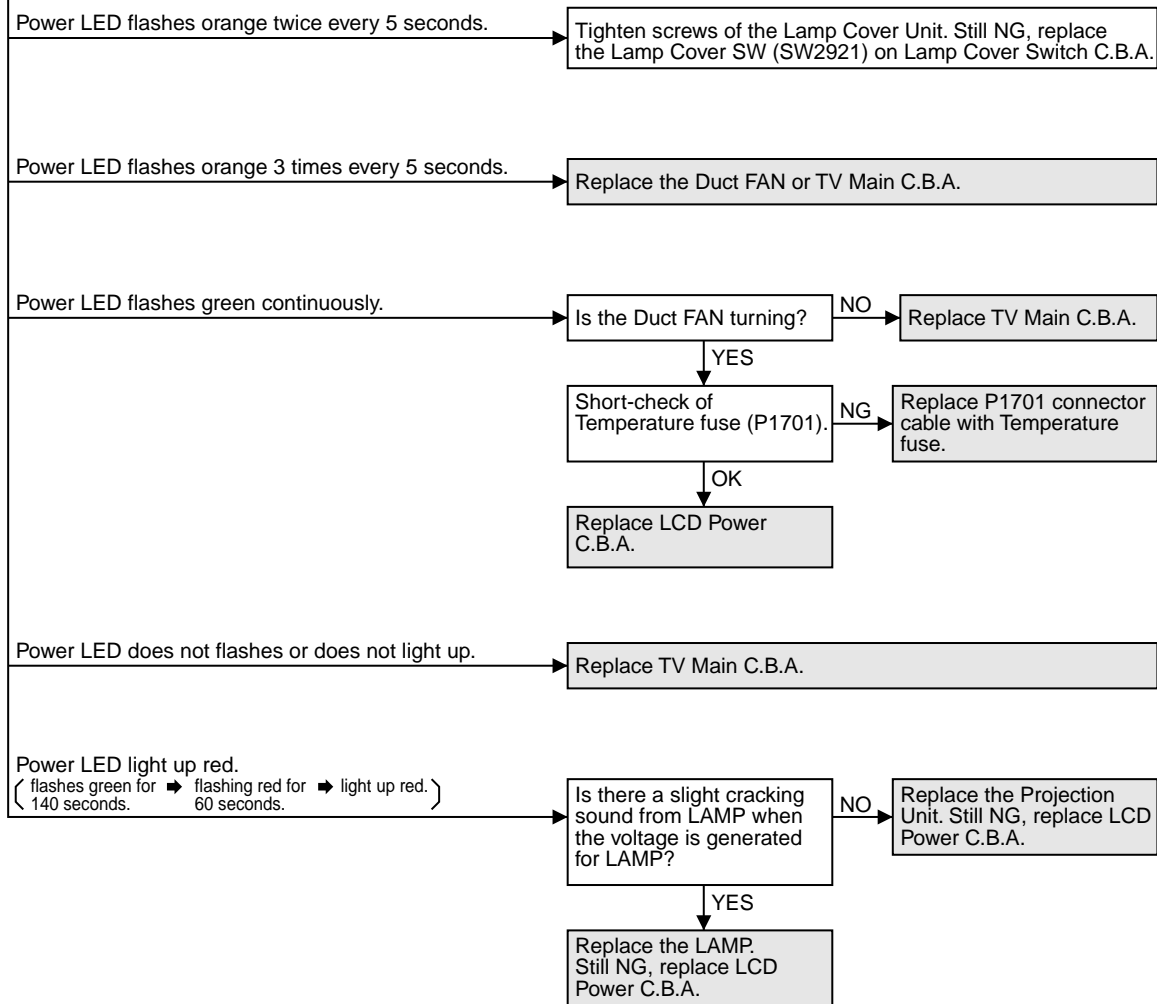 Power LED flashes orange twice every 5 seconds.
Tighten screws of the Lamp Cover Unit. Still NG, replace
the Lamp Cover SW (SW2921) on Lamp Cover Switch C.B.A.
Power LED flashes orange 3 times every 5 seconds.
Replace the Duct FAN or TV Main C.B.A.
Power LED flashes green continuously.
Is the Duct FAN turning?
NO
Replace TV Main C.B.A.
YES
Short-check of
Temperature fuse (P1701).
NG
Replace P1701 connector
cable with Temperature
fuse.
OK
Replace LCD Power
C.B.A.
Power LED does not flashes or does not light up.
Replace TV Main C.B.A.
Power LED light up red.
( flashes green for ➡ flashing red for ➡ light up red. )
140 seconds. 60 seconds.
Is there a slight cracking
sound from LAMP when
the voltage is generated
for LAMP?
NO
Replace the Projection
Unit. Still NG, replace LCD
Power C.B.A.
YES
Replace the LAMP.
Still NG, replace LCD
Power C.B.A.